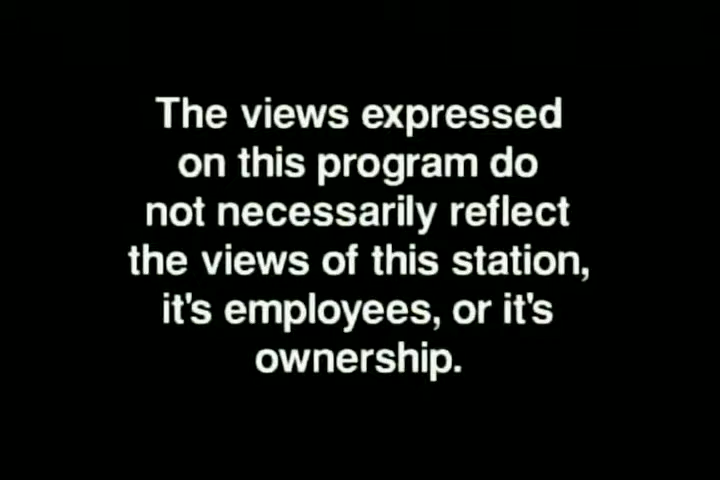 The views expressed
on this program do
not necessarily reflect
the views of this station,
it's employees, or it's
ownership.